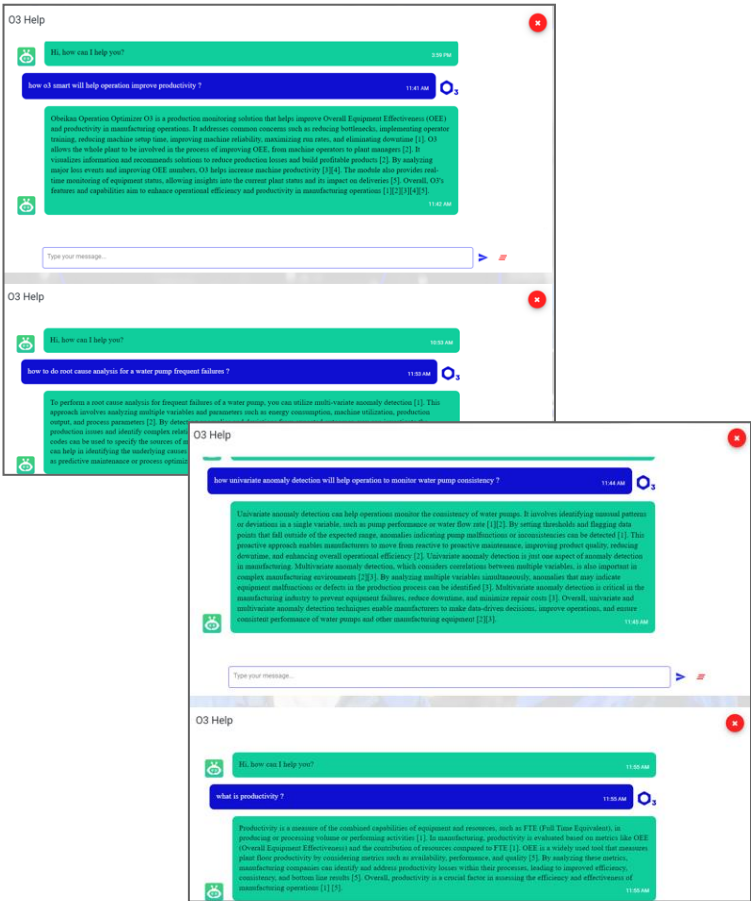 O3 Help
Hi, how can I help you?
3:59 PM
how o3 smart will help operation improve productivity ?
11:41 AM
Obeikan Operation Optimizer O3 is a production monitoring solution that helps improve Overall Equipment Effectiveness (OEE)
and productivity in manufacturing operations. It addresses common concerns such as reducing bottlenecks, implementing operator
training, reducing machine setup time, improving machine reliability, maximizing run rates, and eliminating downtime [1]. O3
allows the whole plant to be involved in the process of improving OEE, from machine operators to plant managers [2]. It
visualizes information and recommends solutions to reduce production losses and build profitable products [2]. By analyzing
major loss events and improving OEE numbers, O3 helps increase machine productivity [3][4]. The module also provides real-
time monitoring of equipment status, allowing insights into the current plant status and its impact on deliveries [5]. Overall, O3's
features and capabilities aim to enhance operational efficiency and productivity in manufacturing operations [1][2][3][4][5].
11:42 AM
Type your message...
O3 Help
Hi, how can I help you?
10:53 AM
how to do root cause analysis for a water pump frequent failures ?
11:53 AM
To perform a root cause analysis for frequent failures of a water pump, you can utilize multi-variate anomaly detection [1]. This
approach involves analyzing multiple variables and parameters such as energy consumption, machine utilization, production
output, and process parameters [2]. By
production issues and identify complex
codes can be used to specify the sources of
can help in identifying the underlying causes
as predictive maintenance or process
O3 Help
how univariate anomaly detection will help operation to monitor water pump consistency ?
11:44 AM
Univariate anomaly detection can help operations monitor the consistency of water pumps. It involves identifying unusual patterns
or deviations in a single variable, such as pump performance or water flow rate [1][2]. By setting thresholds and flagging data
points that fall outside of the expected range, anomalies indicating pump malfunctions or inconsistencies can be detected [1]. This
proactive approach enables manufacturers to move from reactive to proactive maintenance, improving product quality, reducing
downtime, and enhancing overall operational efficiency [2]. Univariate anomaly detection is just one aspect of anomaly detection
in manufacturing. Multivariate anomaly detection, which considers correlations between multiple variables, is also important in
complex manufacturing environments [2][3]. By analyzing multiple variables simultaneously, anomalies that may indicate
equipment malfunctions or defects in the production process can be identified [3]. Multivariate anomaly detection is critical in the
manufacturing industry to prevent equipment failures, reduce downtime, and minimize repair costs [3]. Overall, univariate and
multivariate anomaly detection techniques enable manufacturers to make data-driven decisions, improve operations, and ensure
consistent performance of water pumps and other manufacturing equipment [2][3].
11:45 AM
Type your message...
O3 Help
Hi, how can I help you?
11:55 AM
what is productivity ?
11:55 AM
Productivity is a measure of the combined capabilities of equipment and resources, such as FTE (Full Time Equivalent), in
producing or processing volume or performing activities [1]. In manufacturing, productivity is evaluated based on metrics like OEE
(Overall Equipment Effectiveness) and the contribution of resources compared to FTE [1]. OEE is a widely used tool that measures
plant floor productivity by considering metrics such as availability, performance, and quality [5]. By analyzing these metrics,
manufacturing companies can identify and address productivity losses within their processes, leading to improved efficiency,
consistency, and bottom line results [5]. Overall, productivity is a crucial factor in assessing the efficiency and effectiveness of
manufacturing operations [1] [5].
11:55 AM